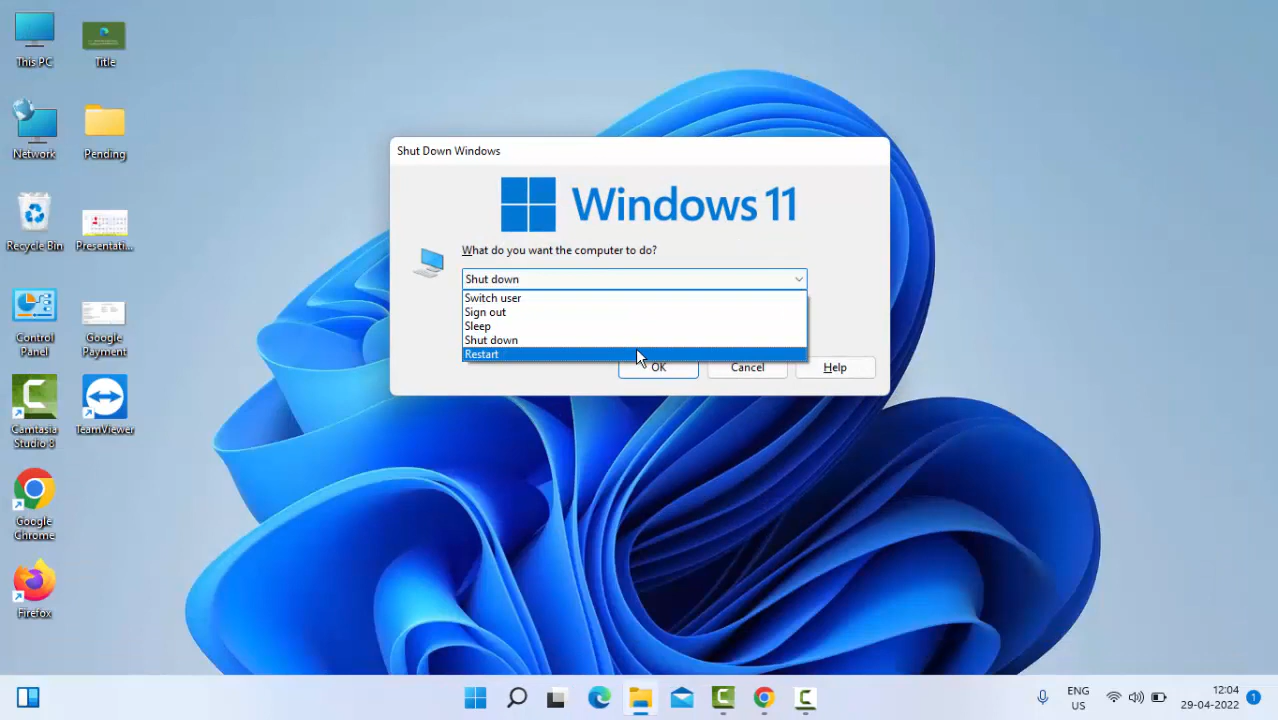 This PC
Title
Network
Pending
Recycle Bin
Presentati...
Control
Panel
Google
Payment
Camtasia
Studio 8
TeamViewer
Google
Chrome
Firefox
Shut Down Windows
Windows 11
What do you want the computer to do?
Shut down
Switch user
Sign out
Sleep
Shut down
Restart
OK
Cancel
Help
ENG
US
12:04
29-04-2022
1